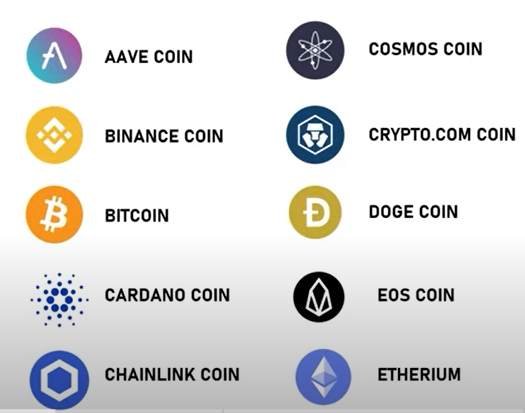 AAVE COIN
COSMOS COIN
BINANCE COIN
CRYPTO.COM COIN
BITCOIN
DOGE COIN
CARDANO COIN
EOS COIN
CHAINLINK COIN
ETHERIUM